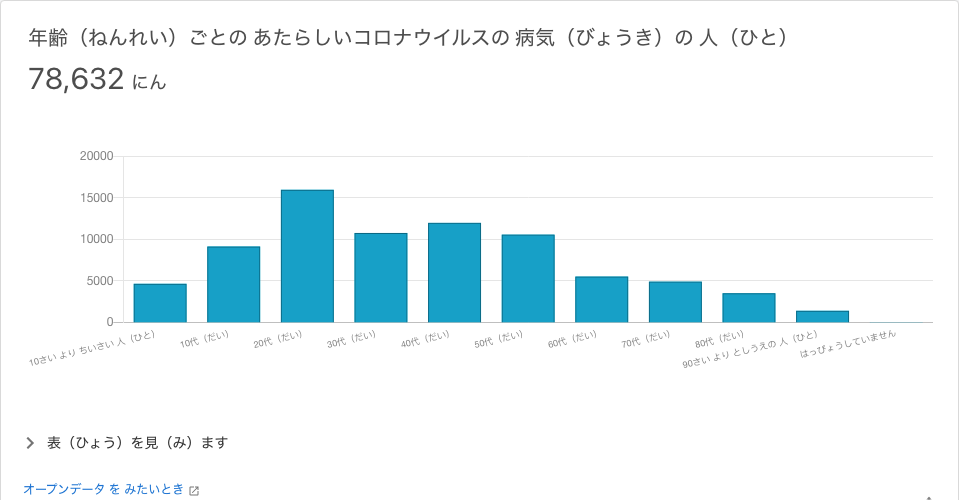 年齢（ねんれい）ごとの あたらしいコロナウイルスの 病気（びょうき）の 人（ひと）
78,632 にん
20000
15000
10000
5000
0
10さい より ちいさい 人（ひと）
10代（だい）
20代（だい）
30代（だい）
40代（だい）
50代（だい）
60代（だい）
70代（だい）
80代（だい）
90さい より としうえの 人（ひと）
はっぴょうしていません
表（ひょう）を見（み）ます
オープンデータ を みたいとき